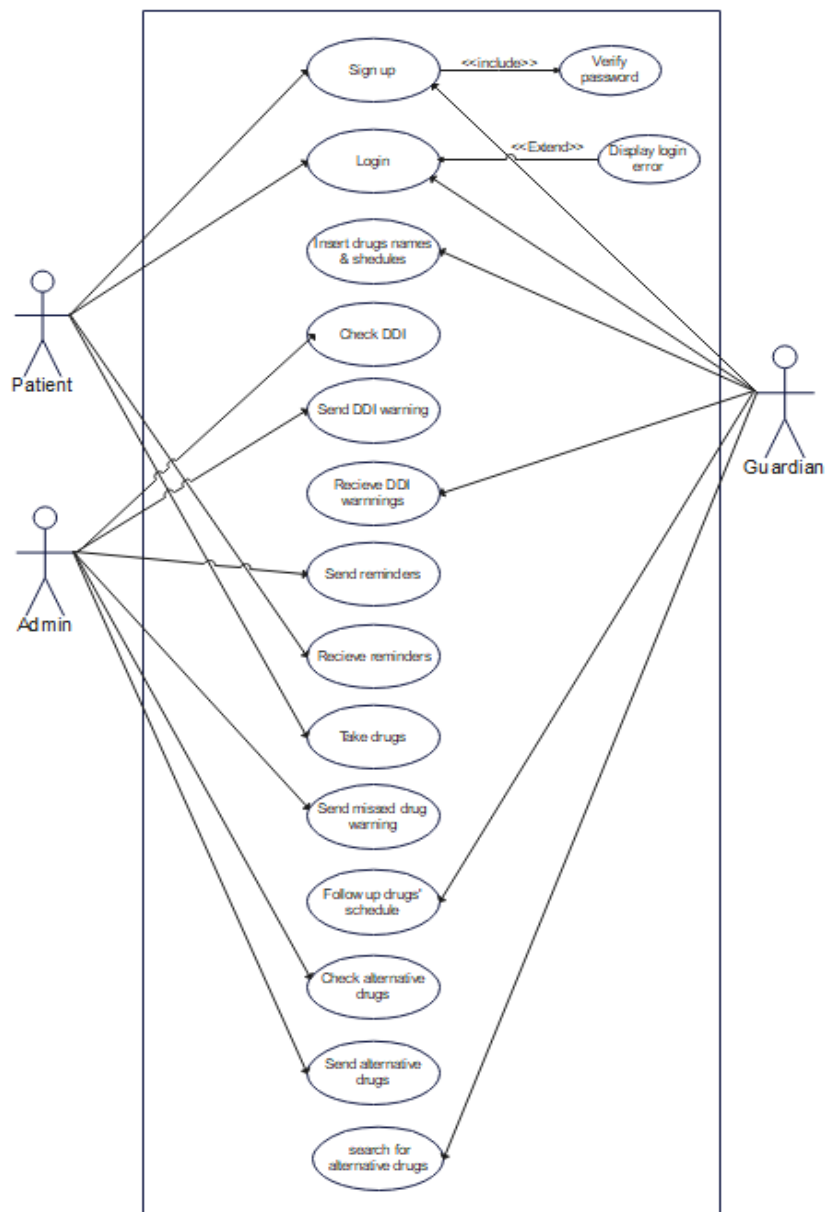 Sign up
<<include>>
Verify
password
Login
<<Extend>>
Display login
error
Insert drugs names
& shedules
Check DDI
Patient
Send DDI warning
Guardian
Recieve DDI
warnnings
Send reminders
Admin
Recieve reminders
Take drugs
Send missed drug
warning
Follow up drugs'
schedule
Check alternative
drugs
Send alternative
drugs
search for
alternative drugs